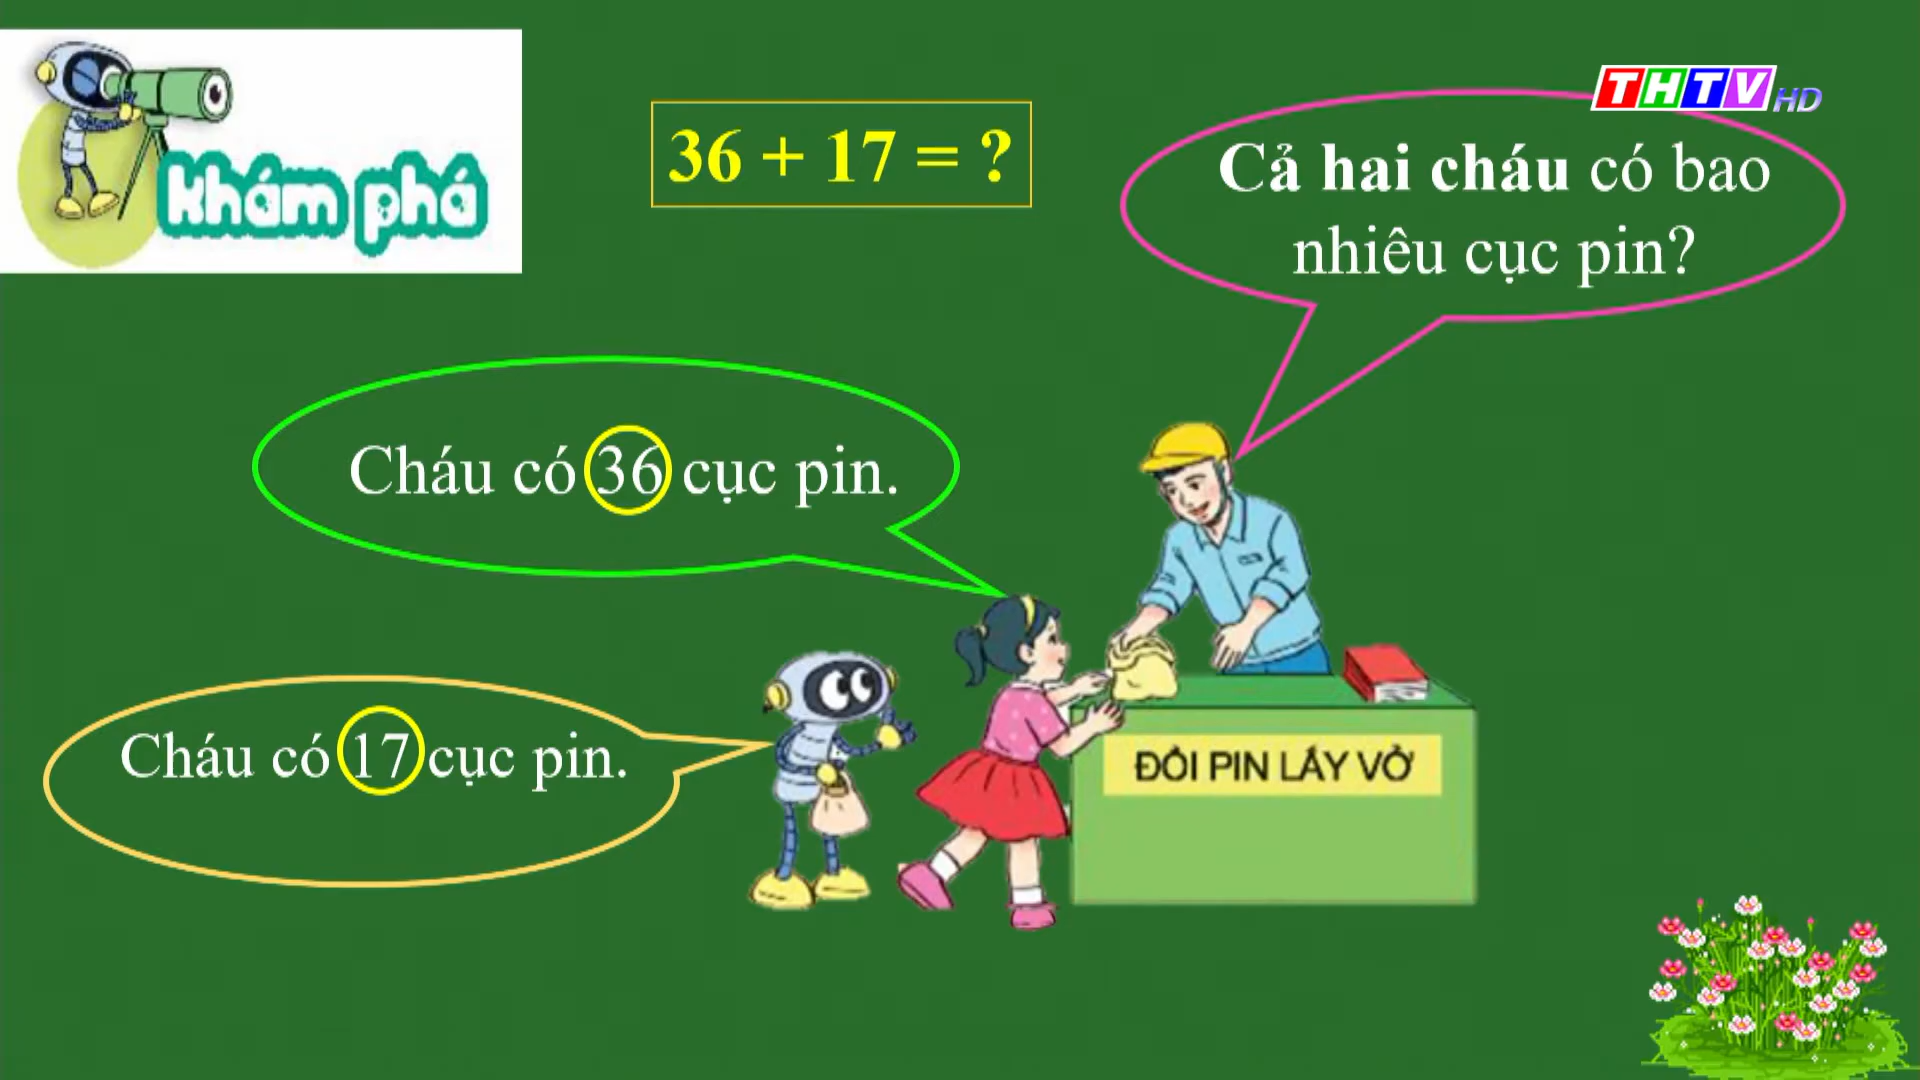 Khám phá
36 + 17 = ?
THTV HD
Cả hai cháu có bao
nhiêu cục pin?
Cháu có 36 cục pin.
Cháu có 17 cục pin.
ĐỔI PIN LẤY VỞ